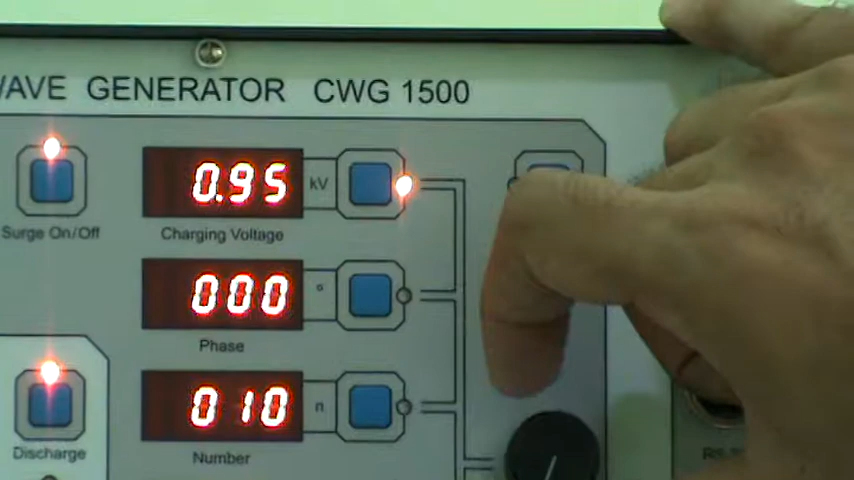 WAVE GENERATOR CWG 1500
0.95 kV
Surge On/Off
Charging Voltage
000 °
Phase
010 n
Discharge
Number